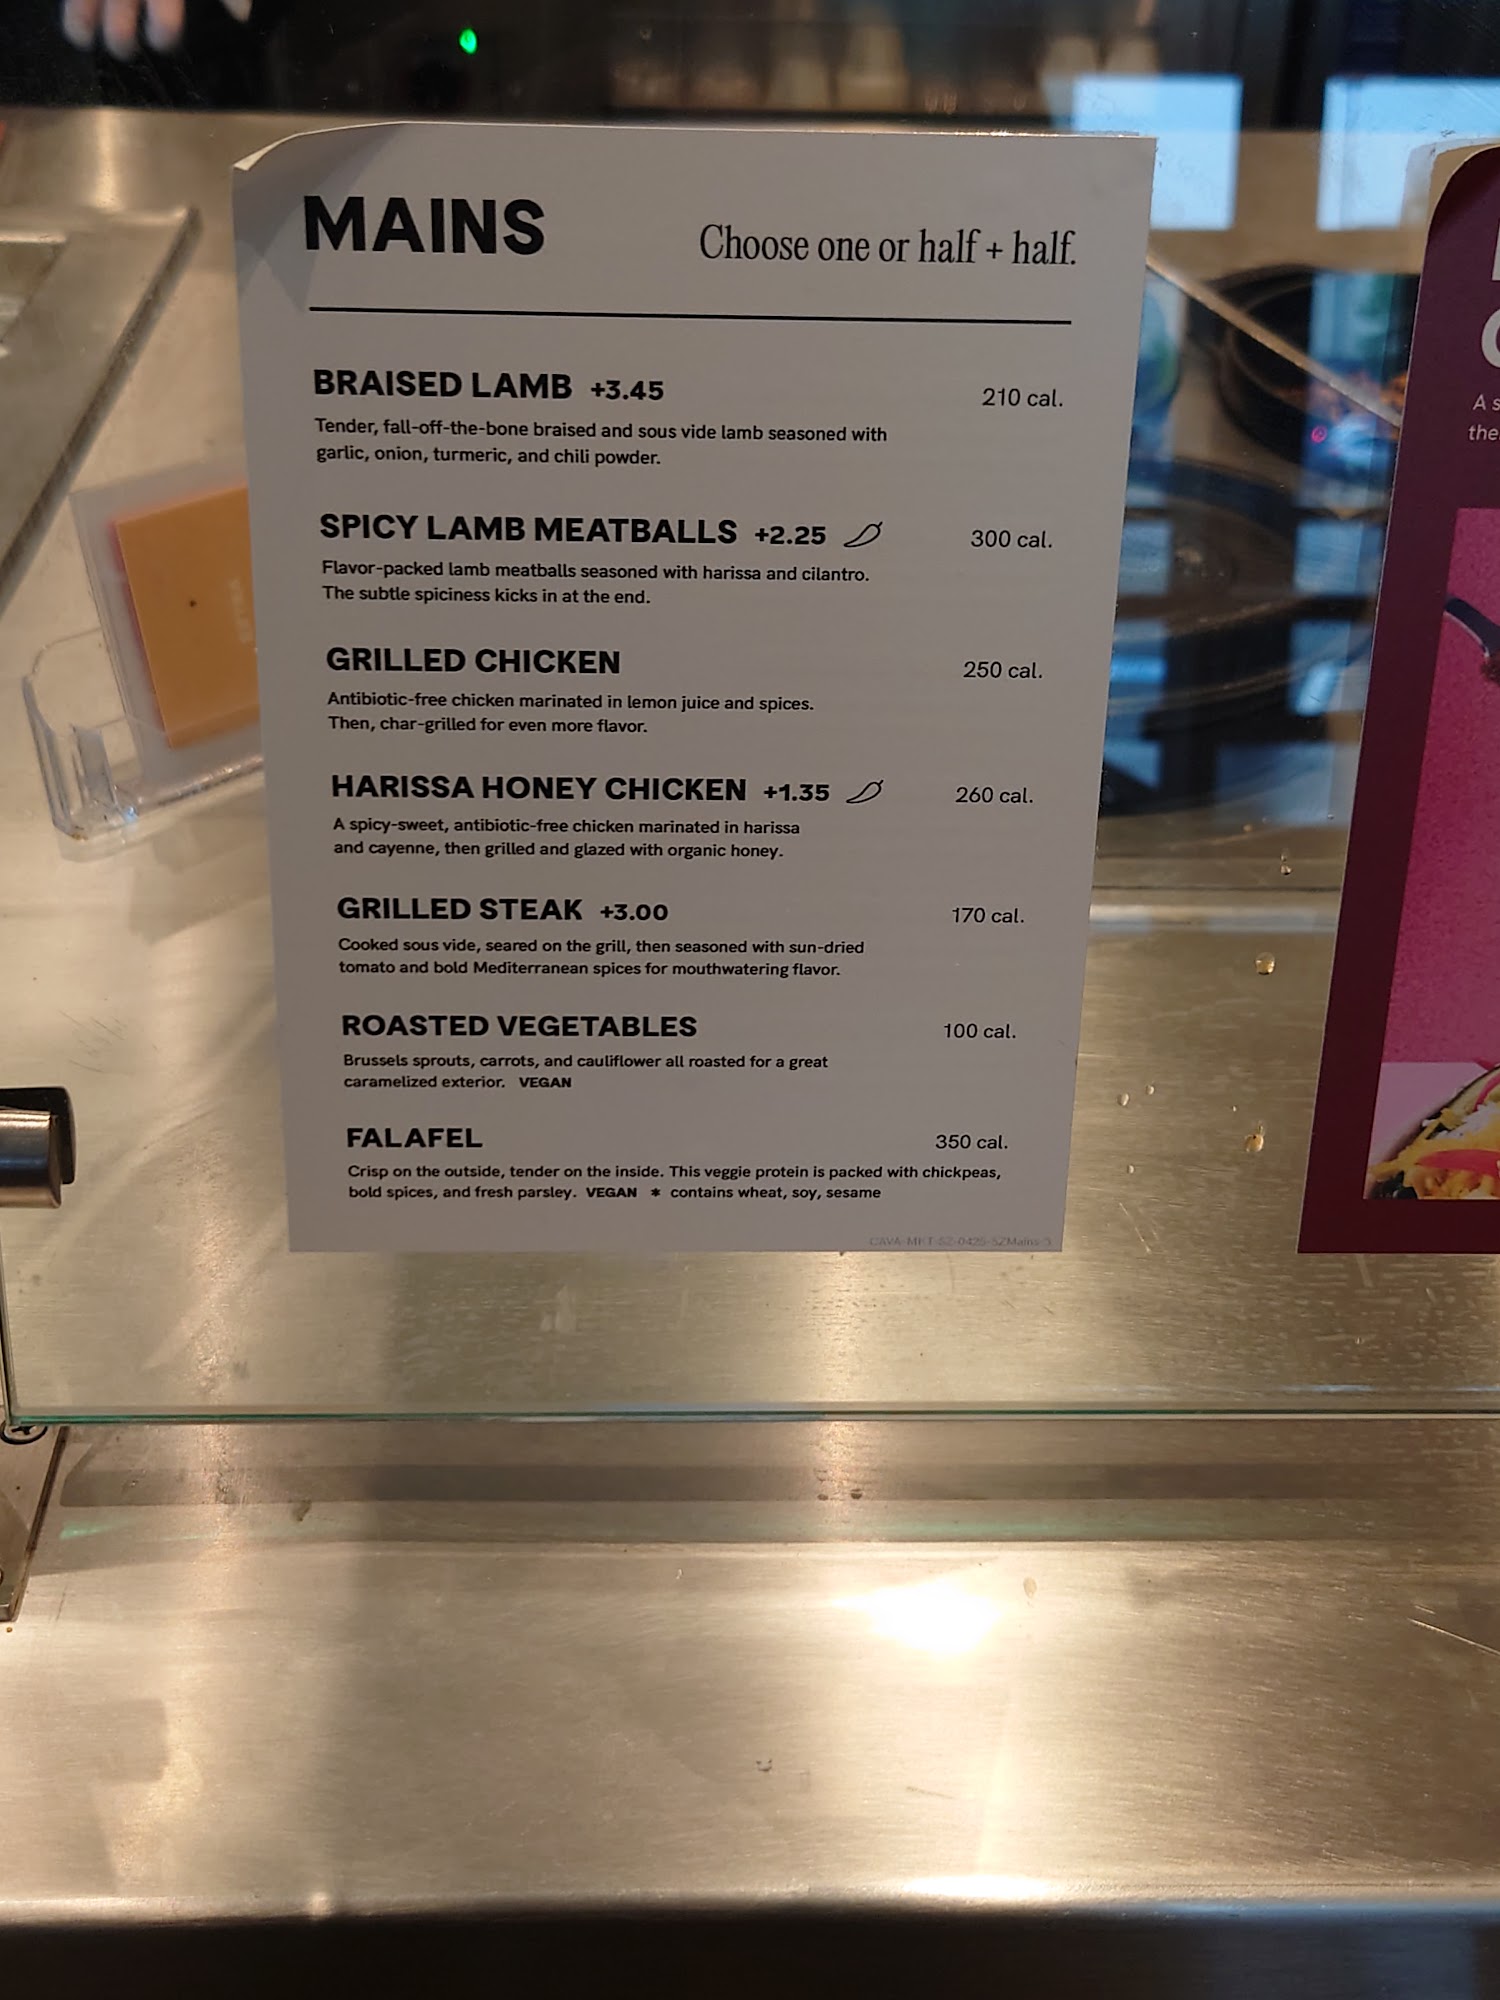 MAINS Choose one or half + half.
BRAISED LAMB +3.45 210 cal.
Tender, fall-off-the-bone braised and sous vide lamb seasoned with
garlic, onion, turmeric, and chili powder.
SPICY LAMB MEATBALLS +2.25 300 cal.
Flavor-packed lamb meatballs seasoned with harissa and cilantro.
The subtle spiciness kicks in at the end.
GRILLED CHICKEN 250 cal.
Antibiotic-free chicken marinated in lemon juice and spices.
Then, char-grilled for even more flavor.
HARISSA HONEY CHICKEN +1.35 260 cal.
A spicy-sweet, antibiotic-free chicken marinated in harissa
and cayenne, then grilled and glazed with organic honey.
GRILLED STEAK +3.00 170 cal.
Cooked sous vide, seared on the grill, then seasoned with sun-dried
tomato and bold Mediterranean spices for mouthwatering flavor.
ROASTED VEGETABLES 100 cal.
Brussels sprouts, carrots, and cauliflower all roasted for a great
caramelized exterior. VEGAN
FALAFEL 350 cal.
Crisp on the outside, tender on the inside. This veggie protein is packed with chickpeas,
bold spices, and fresh parsley. VEGAN * contains wheat, soy, sesame
A s
the